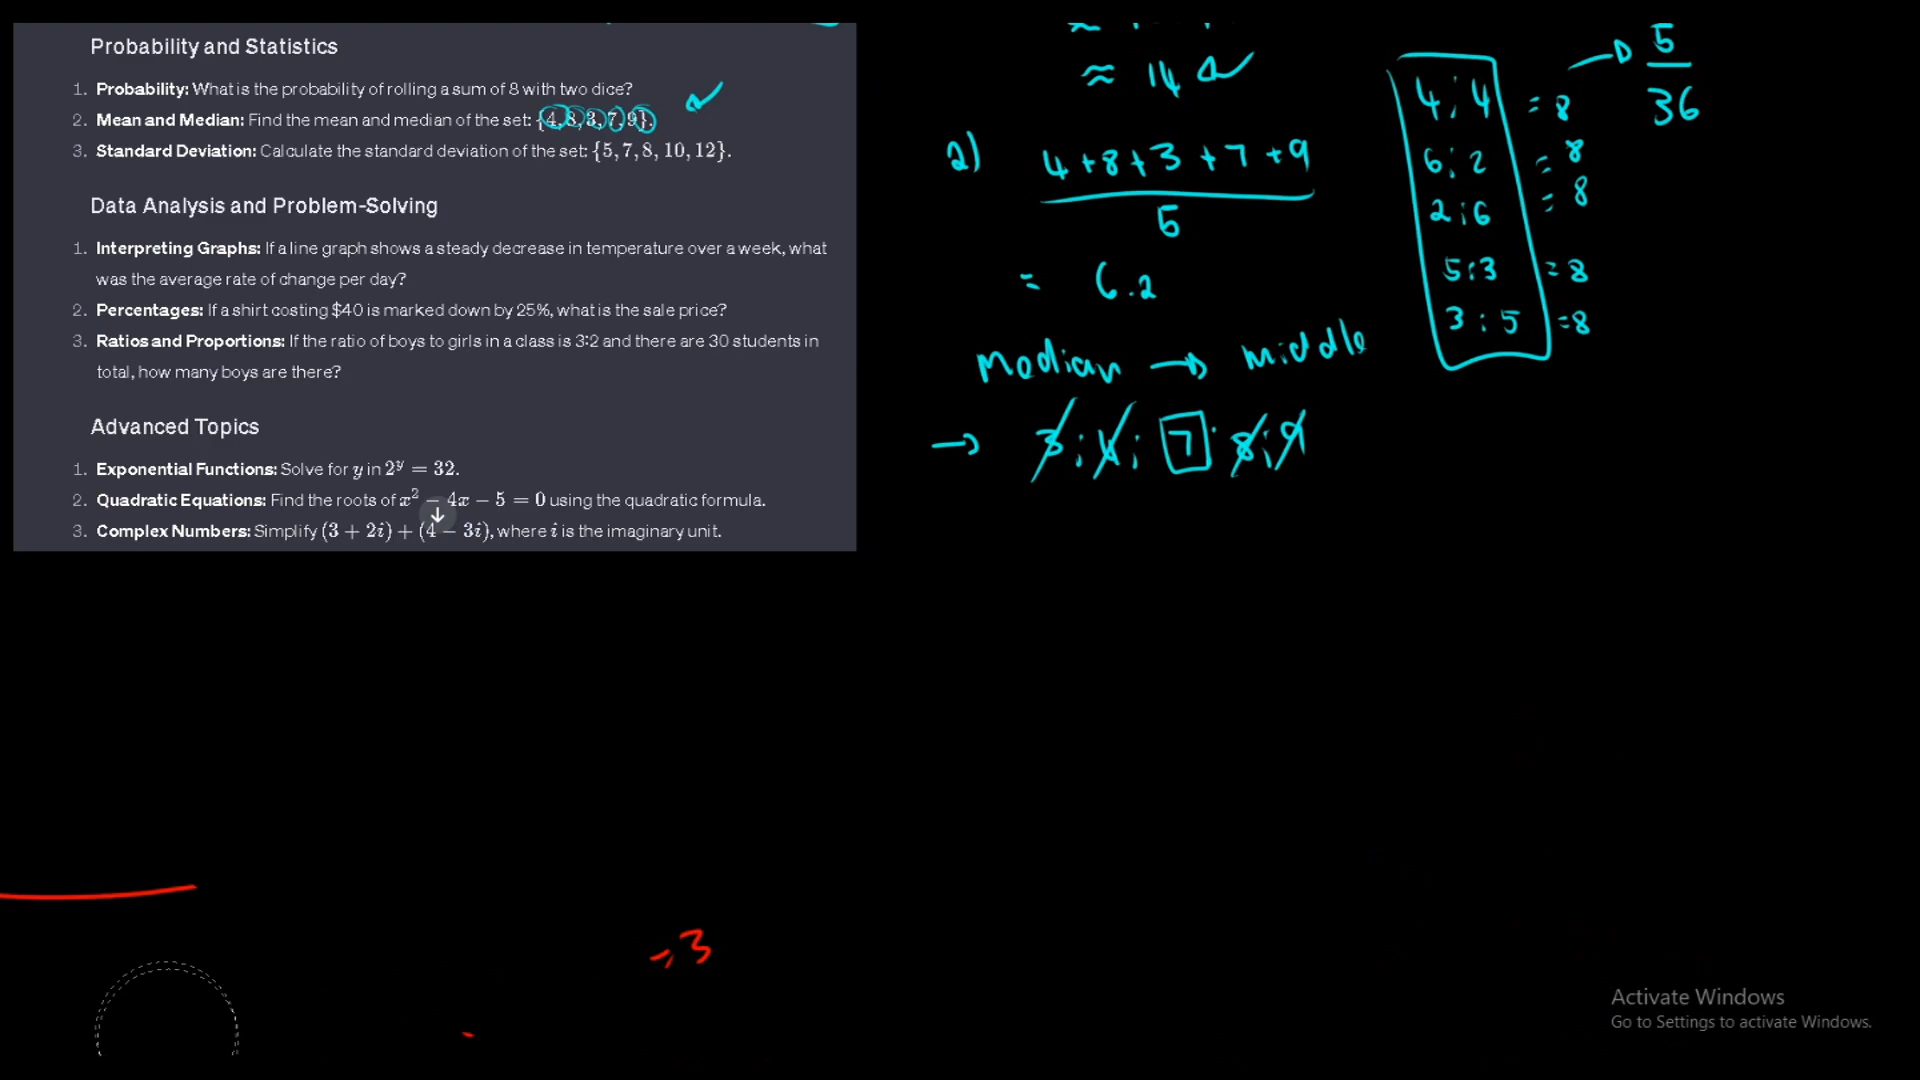 Probability and Statistics
1. Probability: What is the probability of rolling a sum of 8 with two dice?
2. Mean and Median: Find the mean and median of the set: {4, 8, 3, 7, 9}.
3. Standard Deviation: Calculate the standard deviation of the set: {5, 7, 8, 10, 12}.
Data Analysis and Problem-Solving
1. Interpreting Graphs: If a line graph shows a steady decrease in temperature over a week, what
was the average rate of change per day?
2. Percentages: If a shirt costing $40 is marked down by 25%, what is the sale price?
3. Ratios and Proportions: If the ratio of boys to girls in a class is 3:2 and there are 30 students in
total, how many boys are there?
Advanced Topics
1. Exponential Functions: Solve for y in 2^y = 32.
2. Quadratic Equations: Find the roots of x² − 4x − 5 = 0 using the quadratic formula.
3. Complex Numbers: Simplify (3 + 2i) + (4 − 3i), where i is the imaginary unit.
≈ 14
2) 4+8+3+7+9
5
= 6.2
Median → middle
→ 3; 4; 7; 8; 9
4; 4 = 8
6; 2 = 8
2; 6 = 8
5; 3 = 8
3; 5 = 8
5
36
= 3
Activate Windows
Go to Settings to activate Windows.